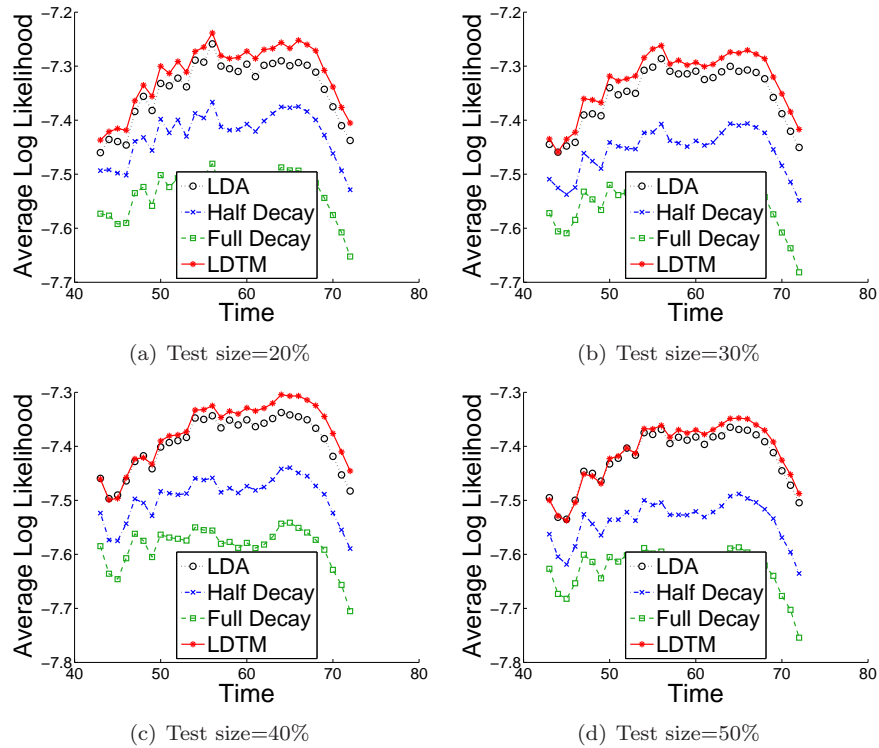 −7.2
−7.3
−7.4
−7.5
−7.6
−7.7
40 50 60 70 80
Time
Average Log Likelihood
LDA
Half Decay
Full Decay
LDTM
(a) Test size=20%
−7.2
−7.3
−7.4
−7.5
−7.6
−7.7
40 50 60 70 80
Time
Average Log Likelihood
LDA
Half Decay
Full Decay
LDTM
(b) Test size=30%
−7.3
−7.4
−7.5
−7.6
−7.7
−7.8
40 50 60 70 80
Time
Average Log Likelihood
LDA
Half Decay
Full Decay
LDTM
(c) Test size=40%
−7.3
−7.4
−7.5
−7.6
−7.7
−7.8
40 50 60 70 80
Time
Average Log Likelihood
LDA
Half Decay
Full Decay
LDTM
(d) Test size=50%